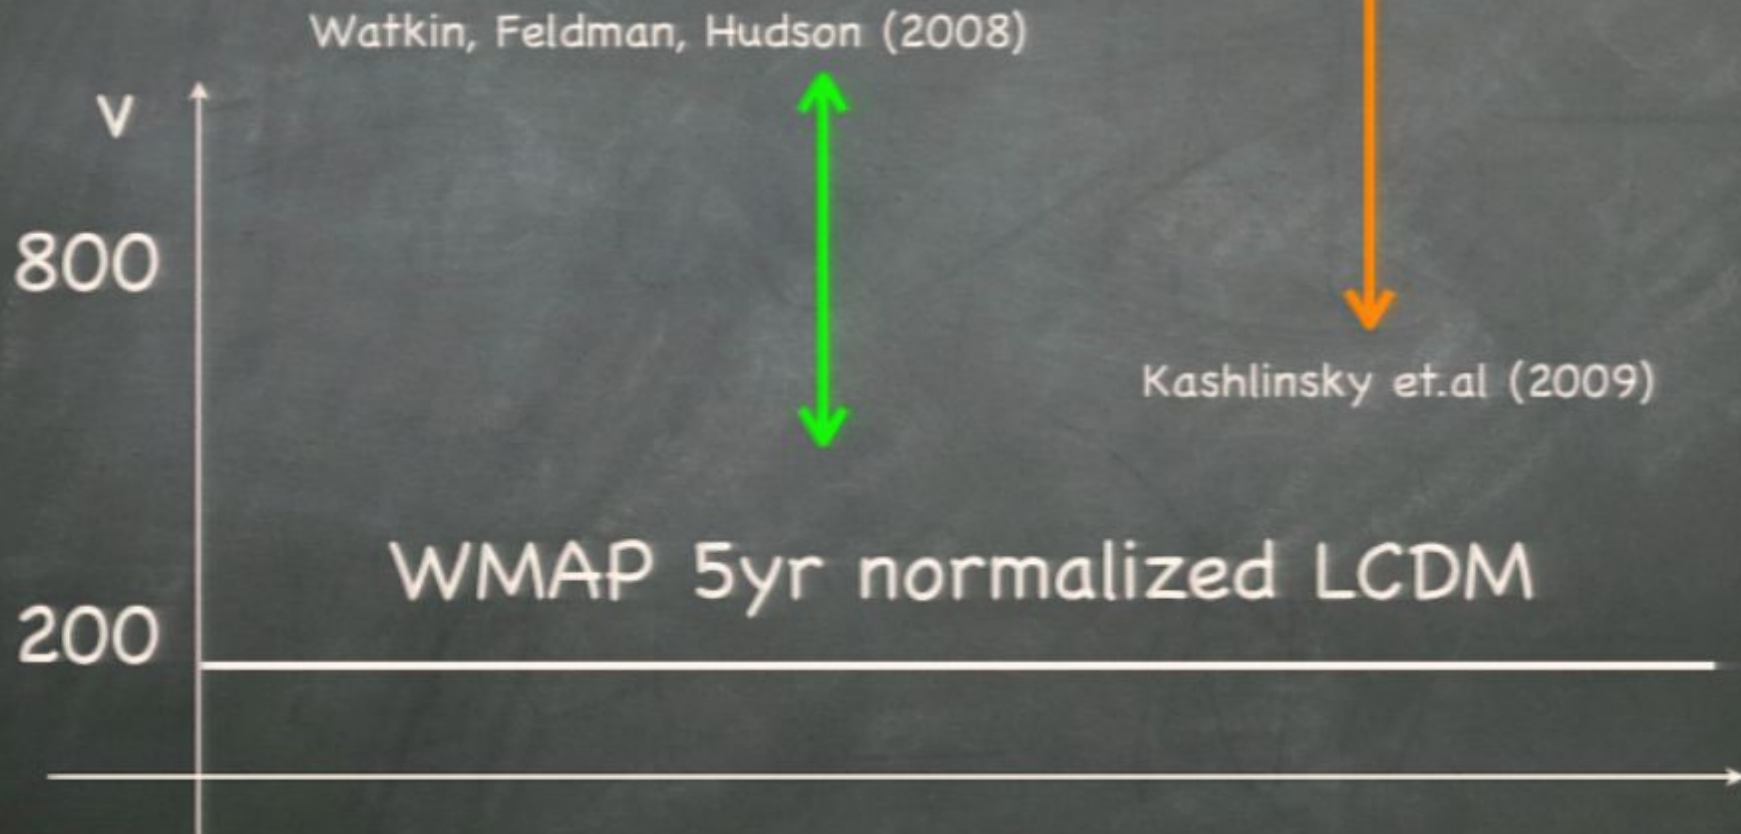 Watkin, Feldman, Hudson (2008)
v
800
Kashlinsky et.al (2009)
WMAP 5yr normalized LCDM
200